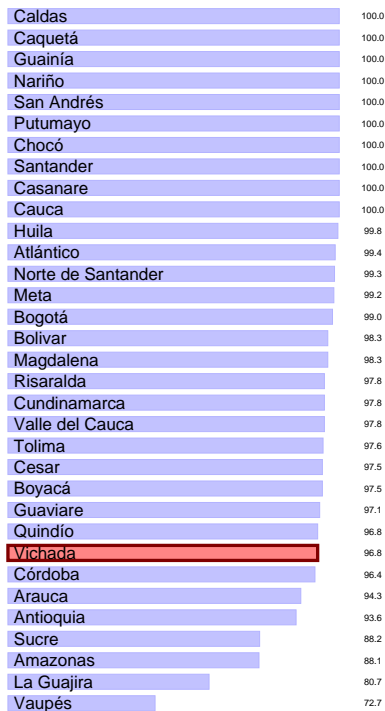 Caldas 100.0
Caquetá 100.0
Guainía 100.0
Nariño 100.0
San Andrés 100.0
Putumayo 100.0
Chocó 100.0
Santander 100.0
Casanare 100.0
Cauca 100.0
Huila 99.8
Atlántico 99.4
Norte de Santander 99.3
Meta 99.2
Bogotá 99.0
Bolivar 98.3
Magdalena 98.3
Risaralda 97.8
Cundinamarca 97.8
Valle del Cauca 97.8
Tolima 97.6
Cesar 97.5
Boyacá 97.5
Guaviare 97.1
Quindío 96.8
Vichada 96.8
Córdoba 96.4
Arauca 94.3
Antioquia 93.6
Sucre 88.2
Amazonas 88.1
La Guajira 80.7
Vaupés 72.7